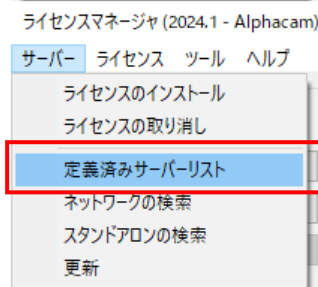 ライセンスマネージャ (2024.1 - Alphacam)
サーバー ライセンス ツール ヘルプ
ライセンスのインストール
ライセンスの取り消し
定義済みサーバーリスト
ネットワークの検索
スタンドアロンの検索
更新